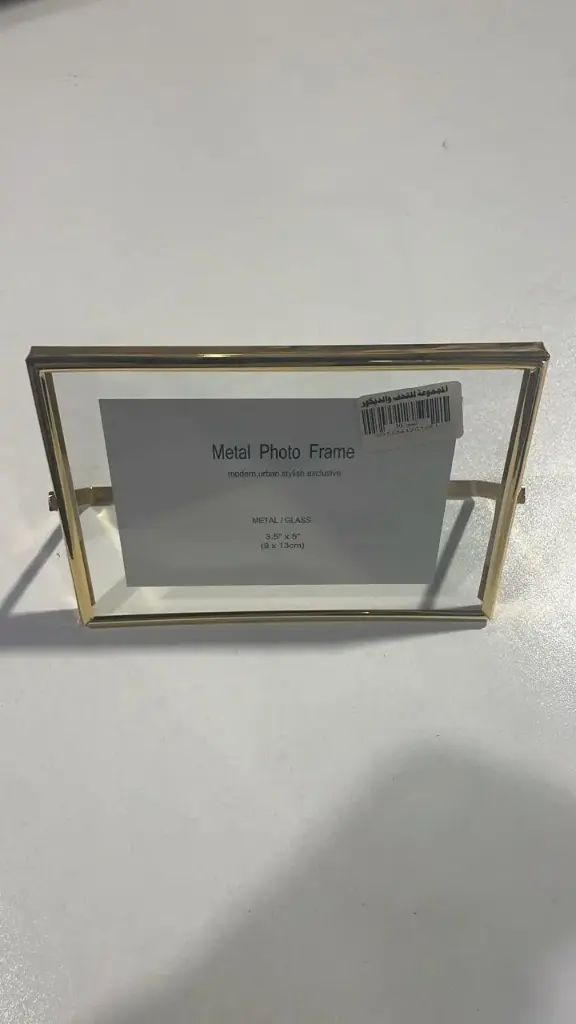 المجموعة للتحف والديكور
Metal Photo Frame
modern.urban.stylish.exclusive
METAL / GLASS
3.5" x 5"
(9 x 13cm)